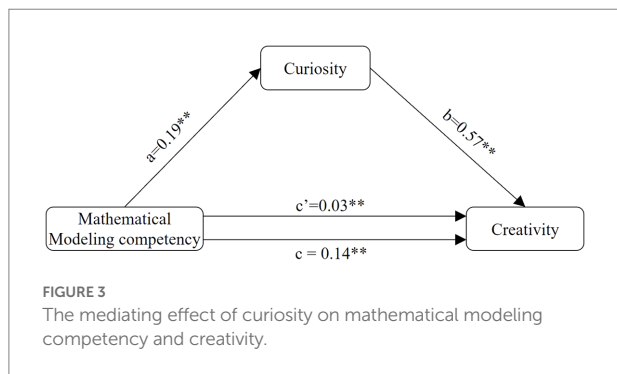 Curiosity
a=0.19**
b=0.57**
c’=0.03**
Mathematical
Modeling competency
Creativity
c = 0.14**
FIGURE 3
The mediating effect of curiosity on mathematical modeling
competency and creativity.